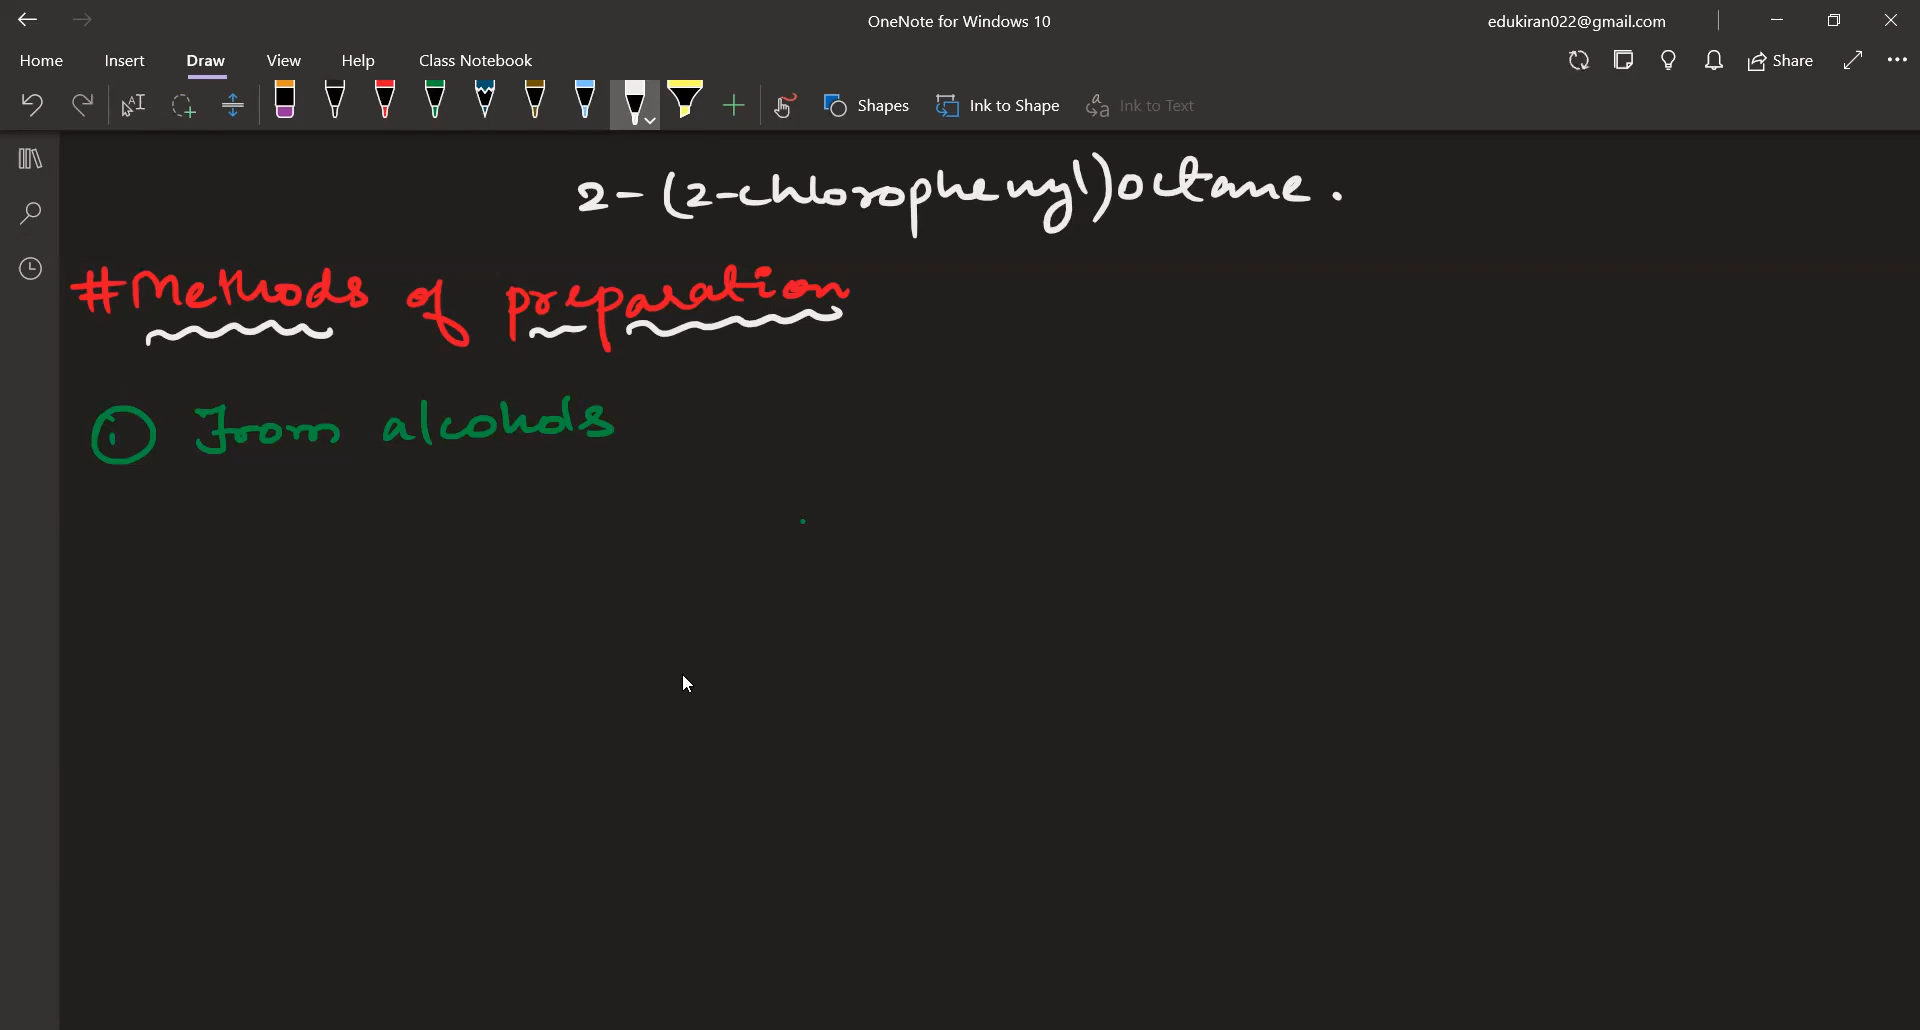 OneNote for Windows 10
edukiran022@gmail.com
Home Insert Draw View Help Class Notebook
Share
Shapes Ink to Shape Ink to Text
2-(2-chlorophenyl)octane.
#Methods of preparation
① From alcohols